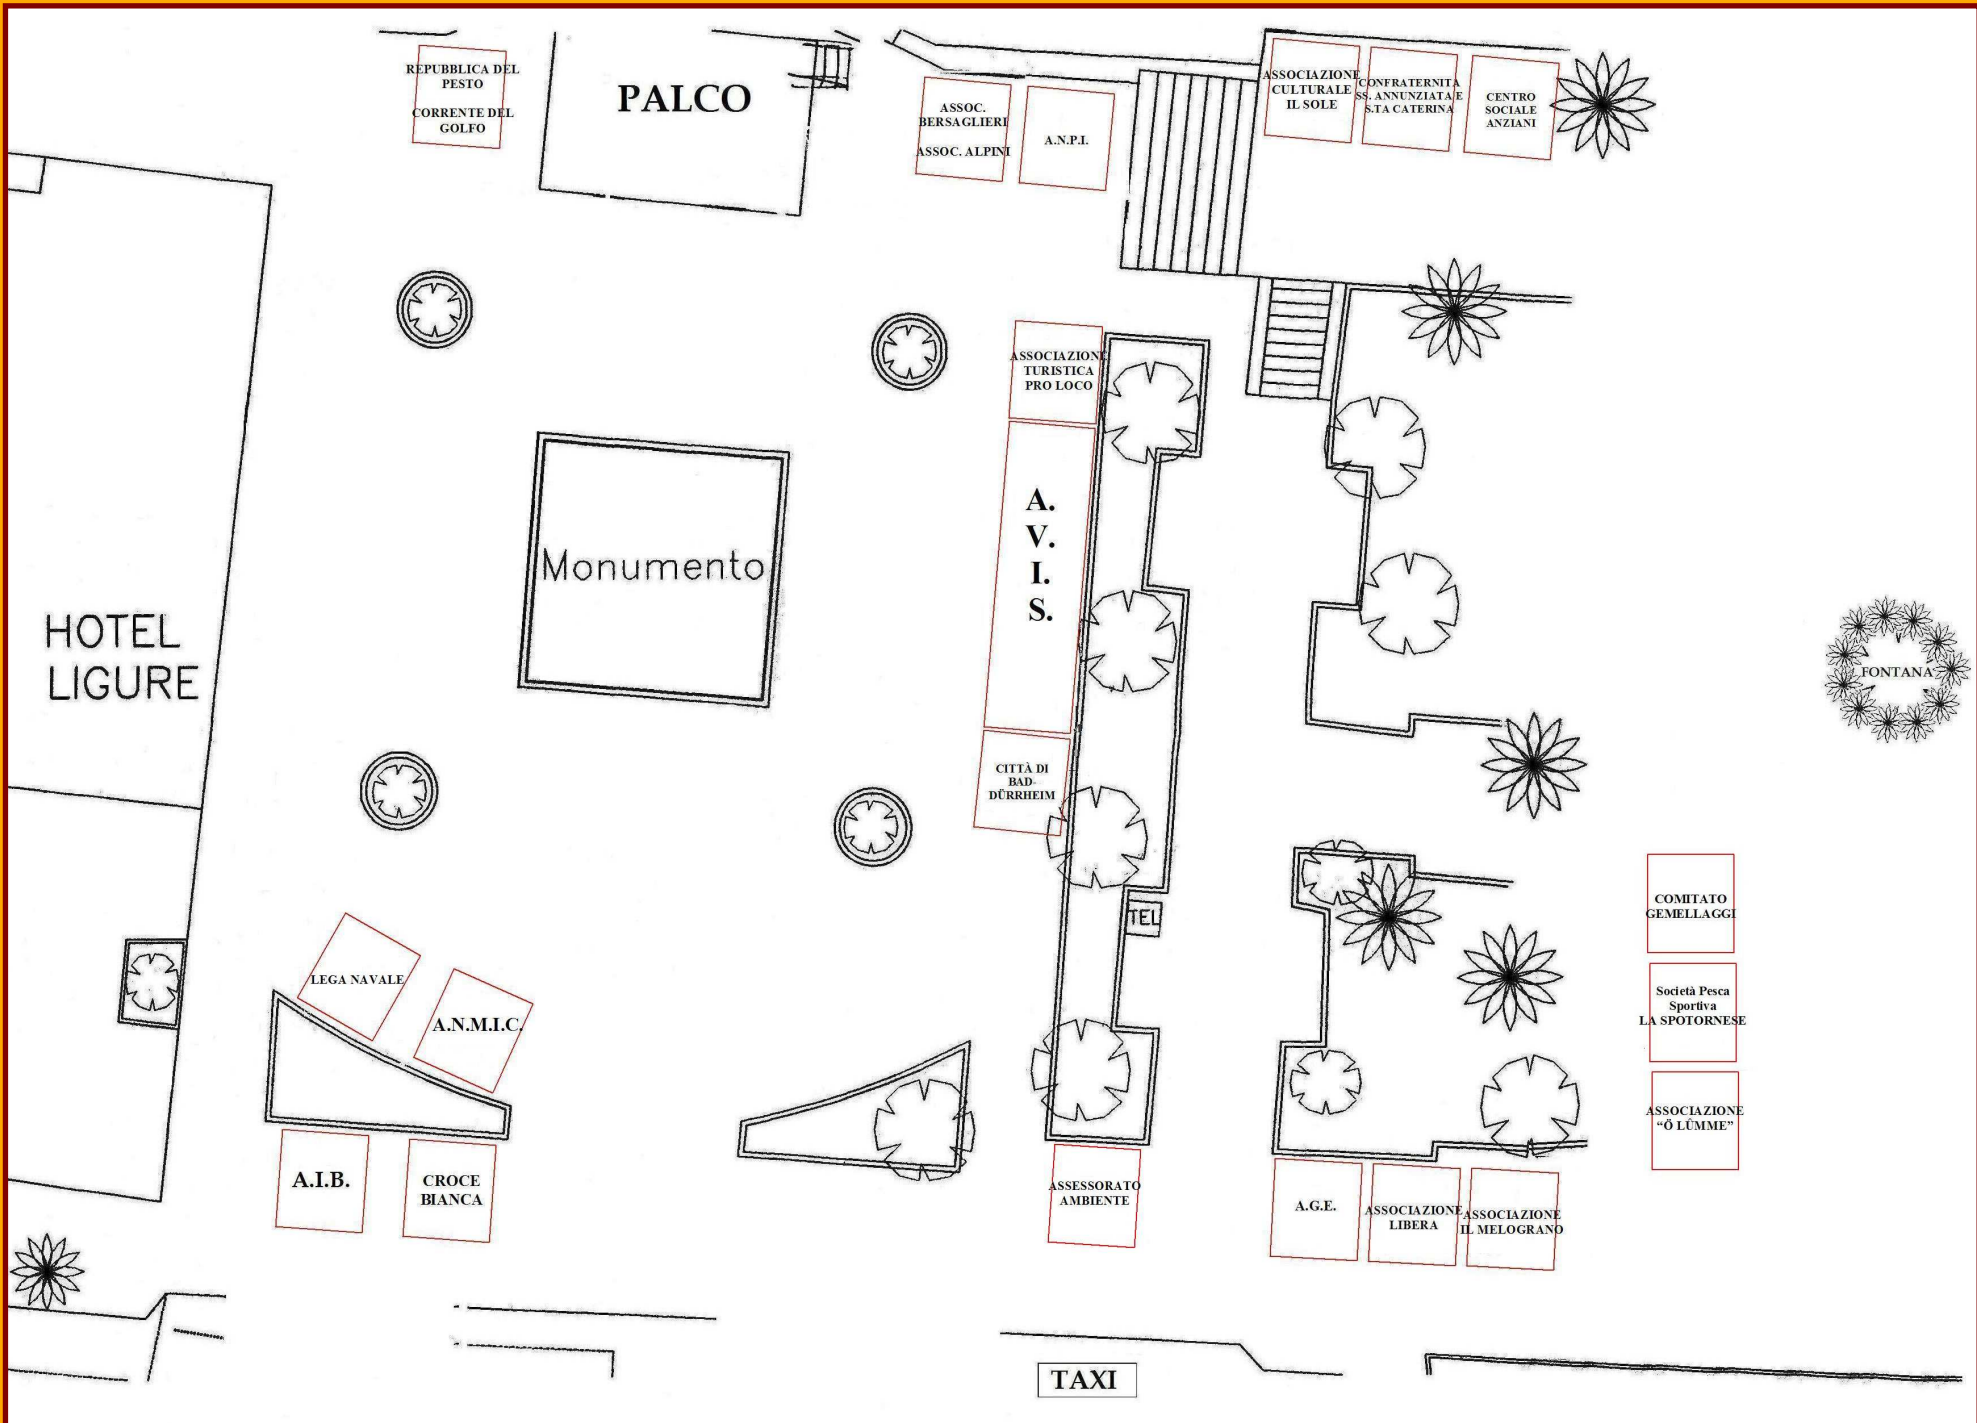 REPUBBLICA DEL
PESTO
CORRENTE DEL
GOLFO
PALCO
ASSOC.
BERSAGLIERI
ASSOC. ALPINI
A.N.P.I.
ASSOCIAZIONE
CULTURALE
IL SOLE
CONFRATERNITA
SS. ANNUNZIATA E
S.TA CATERINA
CENTRO
SOCIALE
ANZIANI
ASSOCIAZIONE
TURISTICA
PRO LOCO
A.
V.
I.
S.
Monumento
HOTEL
LIGURE
FONTANA
CITTÀ DI
BAD-
DÜRRHEIM
TEL
COMITATO
GEMELLAGGI
Società Pesca
Sportiva
LA SPOTORNESE
ASSOCIAZIONE
“Ö LÜMME”
LEGA NAVALE
A.N.M.I.C.
A.I.B.
CROCE
BIANCA
ASSESSORATO
AMBIENTE
A.G.E.
ASSOCIAZIONE
LIBERA
ASSOCIAZIONE
IL MELOGRANO
TAXI